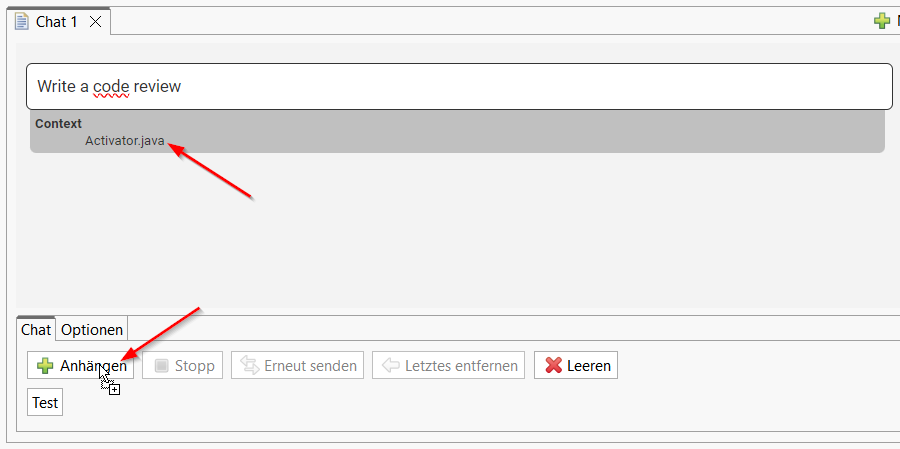 Chat 1
Write a code review
Context
Activator.java
Chat Optionen
Anhängen Stopp Erneut senden Letztes entfernen Leeren
Test